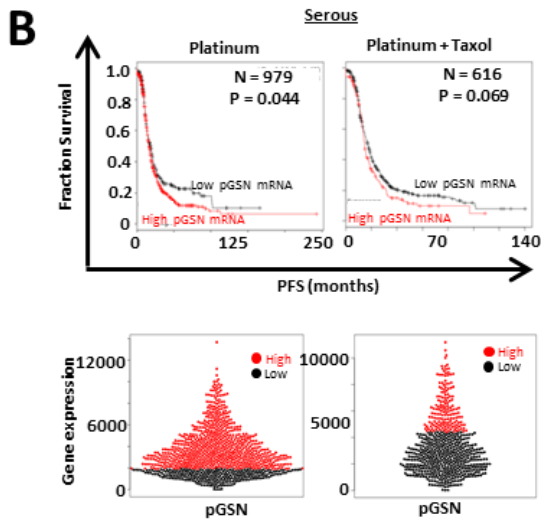 B
Serous
Platinum
Platinum + Taxol
Fraction Survival
1.0
0.8
0.6
0.4
0.2
0
N = 979
P = 0.044
Low pGSN mRNA
High pGSN mRNA
0 125 250
N = 616
P = 0.069
Low pGSN mRNA
High pGSN mRNA
0 70 140
PFS (months)
Gene expression
12000
6000
0
High
Low
pGSN
10000
5000
0
High
Low
pGSN